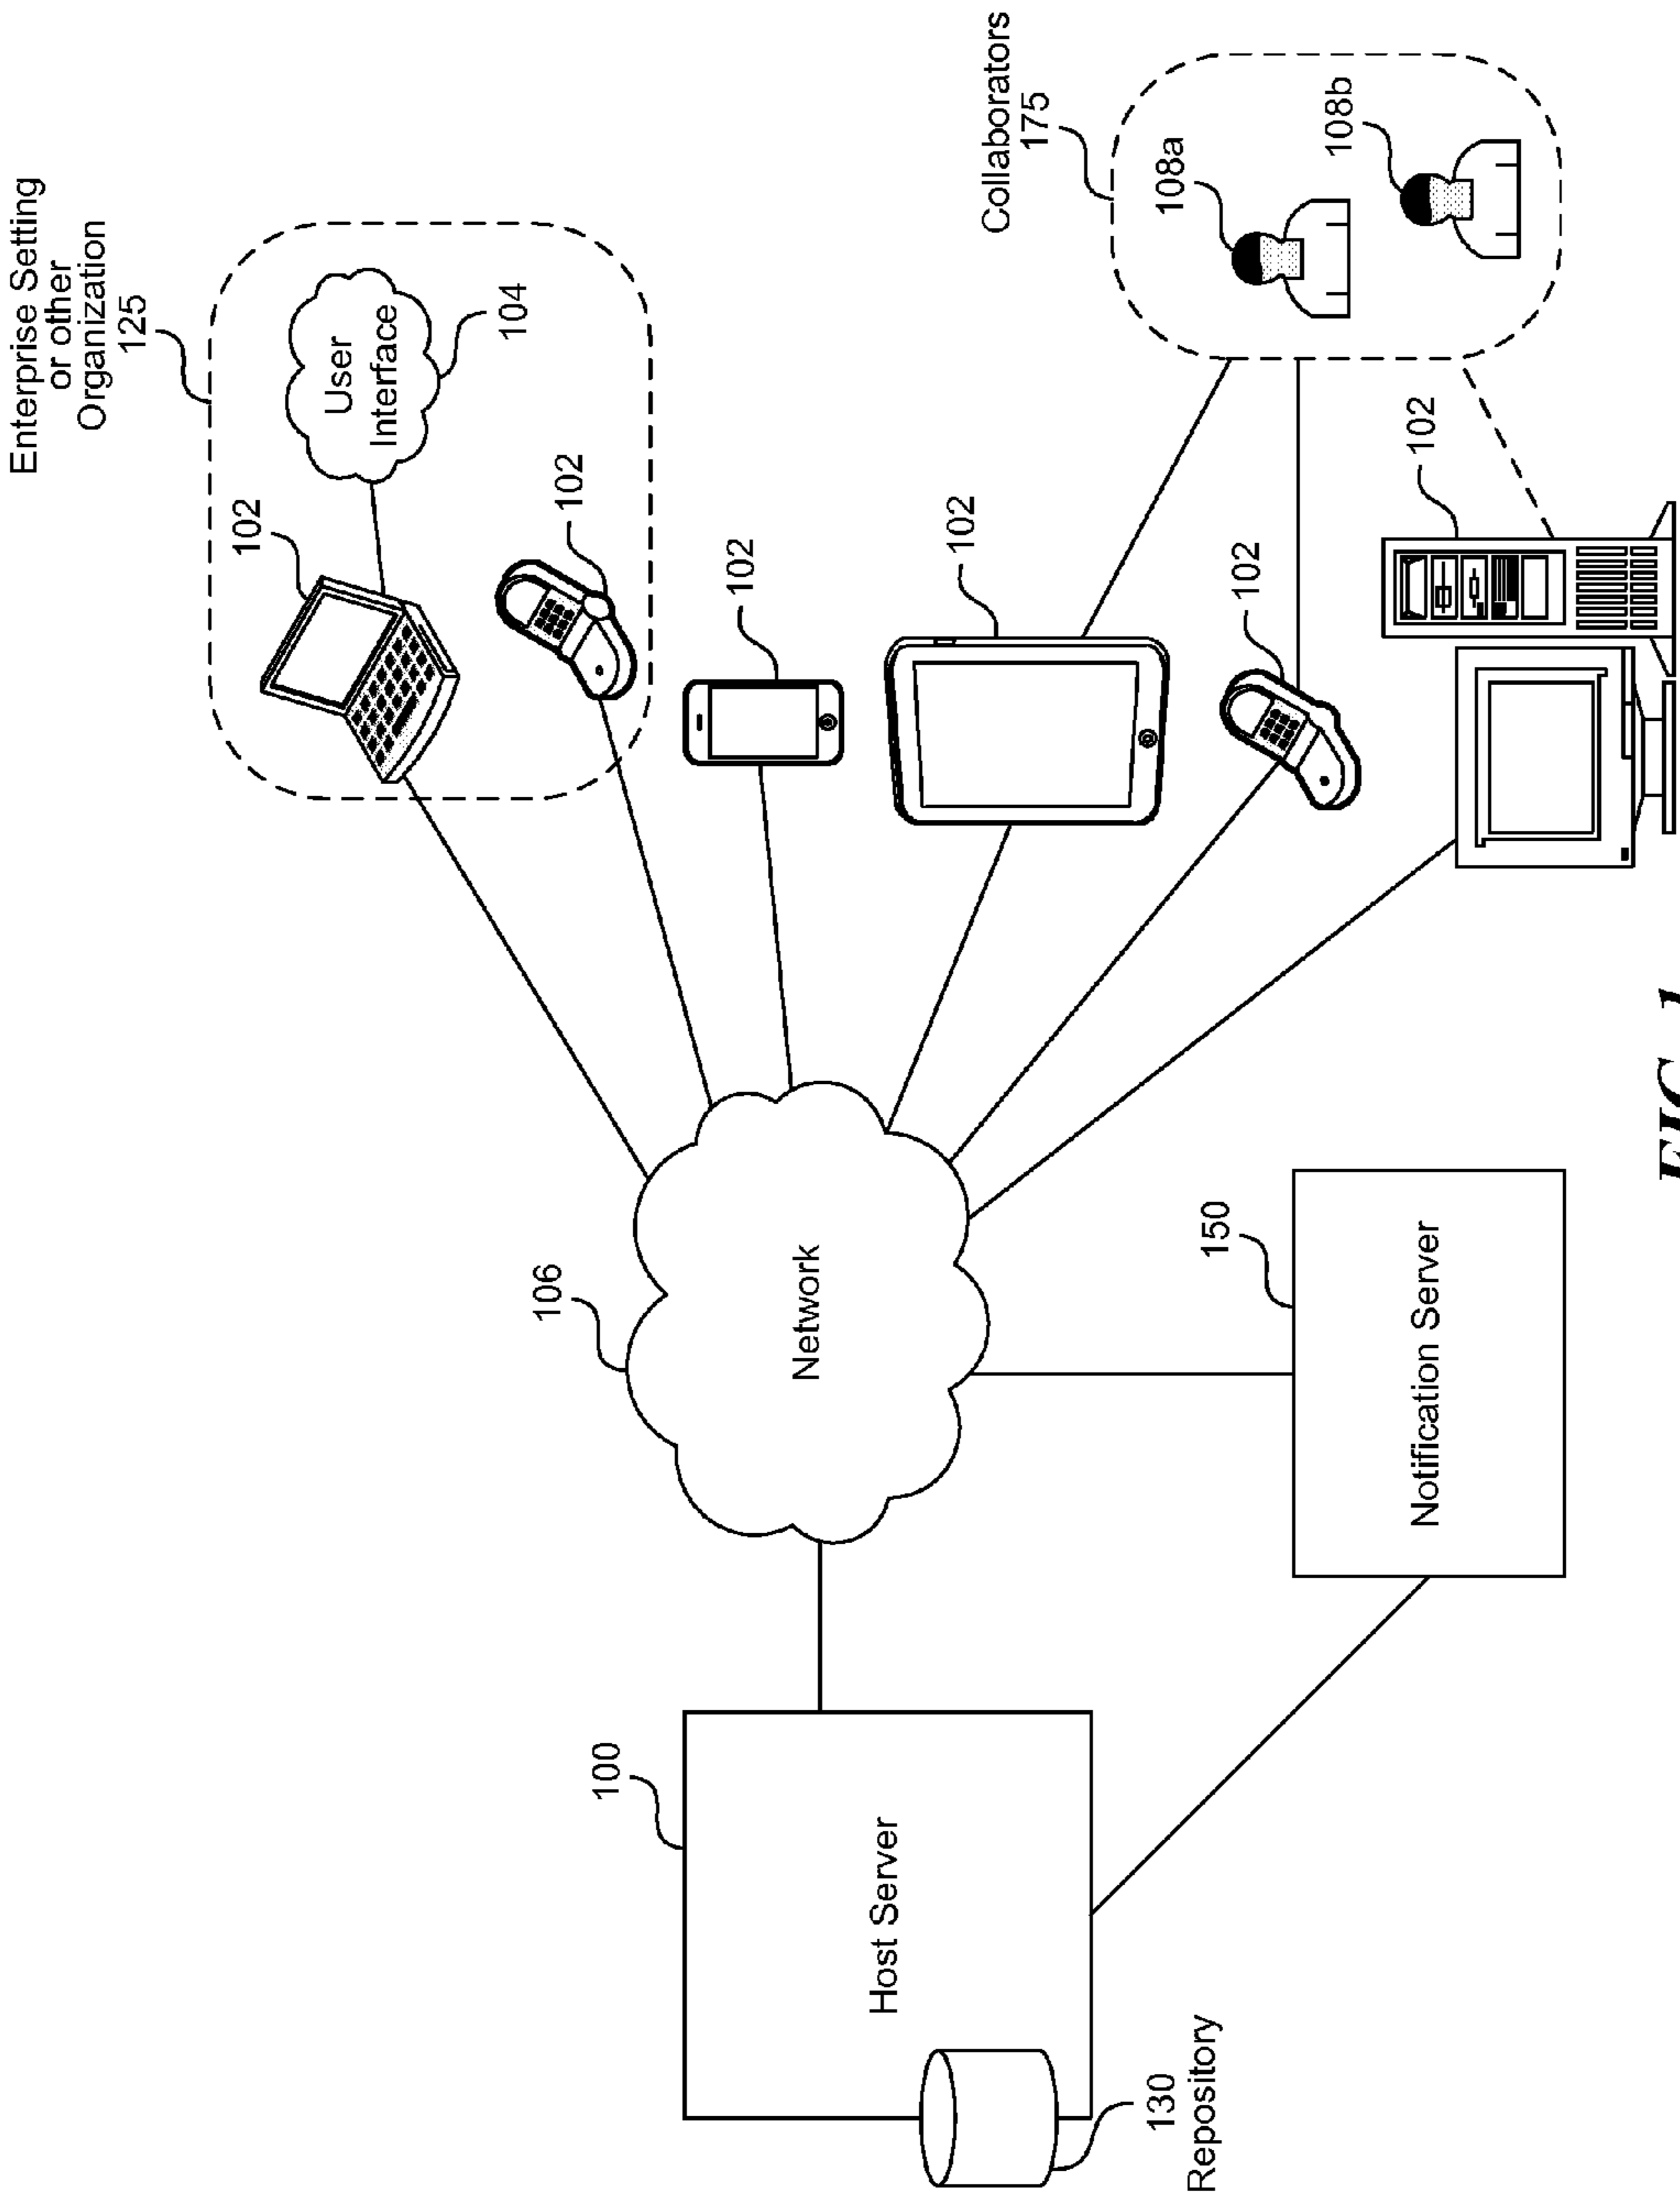 Enterprise Setting
or other
Organization
125
102
User
Interface
104
106
102
100
102
Network
Host Server
102
Collaborators
175
108a
130
Repository
150
102
108b
102
Notification Server
FIG. 1